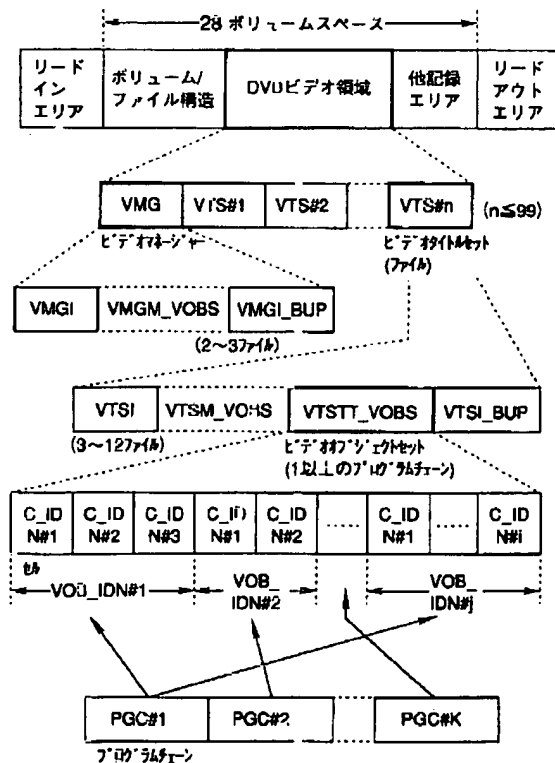 28 ボリュームスペース
リード
イン
エリア
ボリューム/
ファイル構造
DVDビデオ領域
他記録
エリア
リード
アウト
エリア
VMG
VTS#1
VTS#2
VTS#n
(n≦99)
ビデオマネージャー
ビデオタイトルセット
(ファイル)
VMGI
VMGM_VOBS
VMGI_BUP
(2〜3ファイル)
VTSI
VTSM_VOBS
VTSTT_VOBS
VTSI_BUP
(3〜12ファイル)
ビデオオブジェクトセット
(1以上のプログラムチェーン)
C_ID
N#1
C_ID
N#2
C_ID
N#3
C_ID
N#1
C_ID
N#2
C_ID
N#1
C_ID
N#i
セル
VOB_IDN#1
VOB_
IDN#2
VOB_
IDN#j
PGC#1
PGC#2
PGC#K
プログラムチェーン